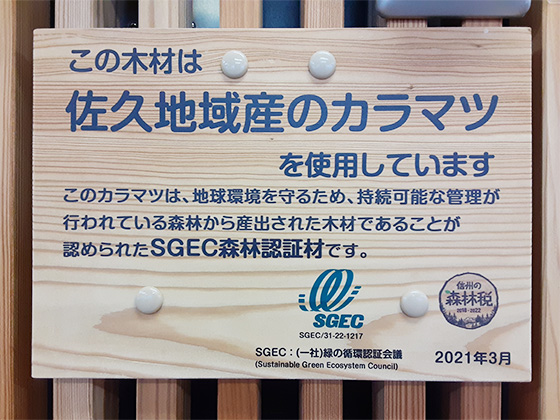 この木材は
佐久地域産のカラマツ
を使用しています
このカラマツは、地球環境を守るため、持続可能な管理が
行われている森林から産出された木材であることが
認められたSGEC森林認証材です。
SGEC
SGEC/31-22-1217
信州の
森林税
2018-2022
SGEC：(一社)緑の循環認証会議
(Sustainable Green Ecosystem Council)
2021年3月